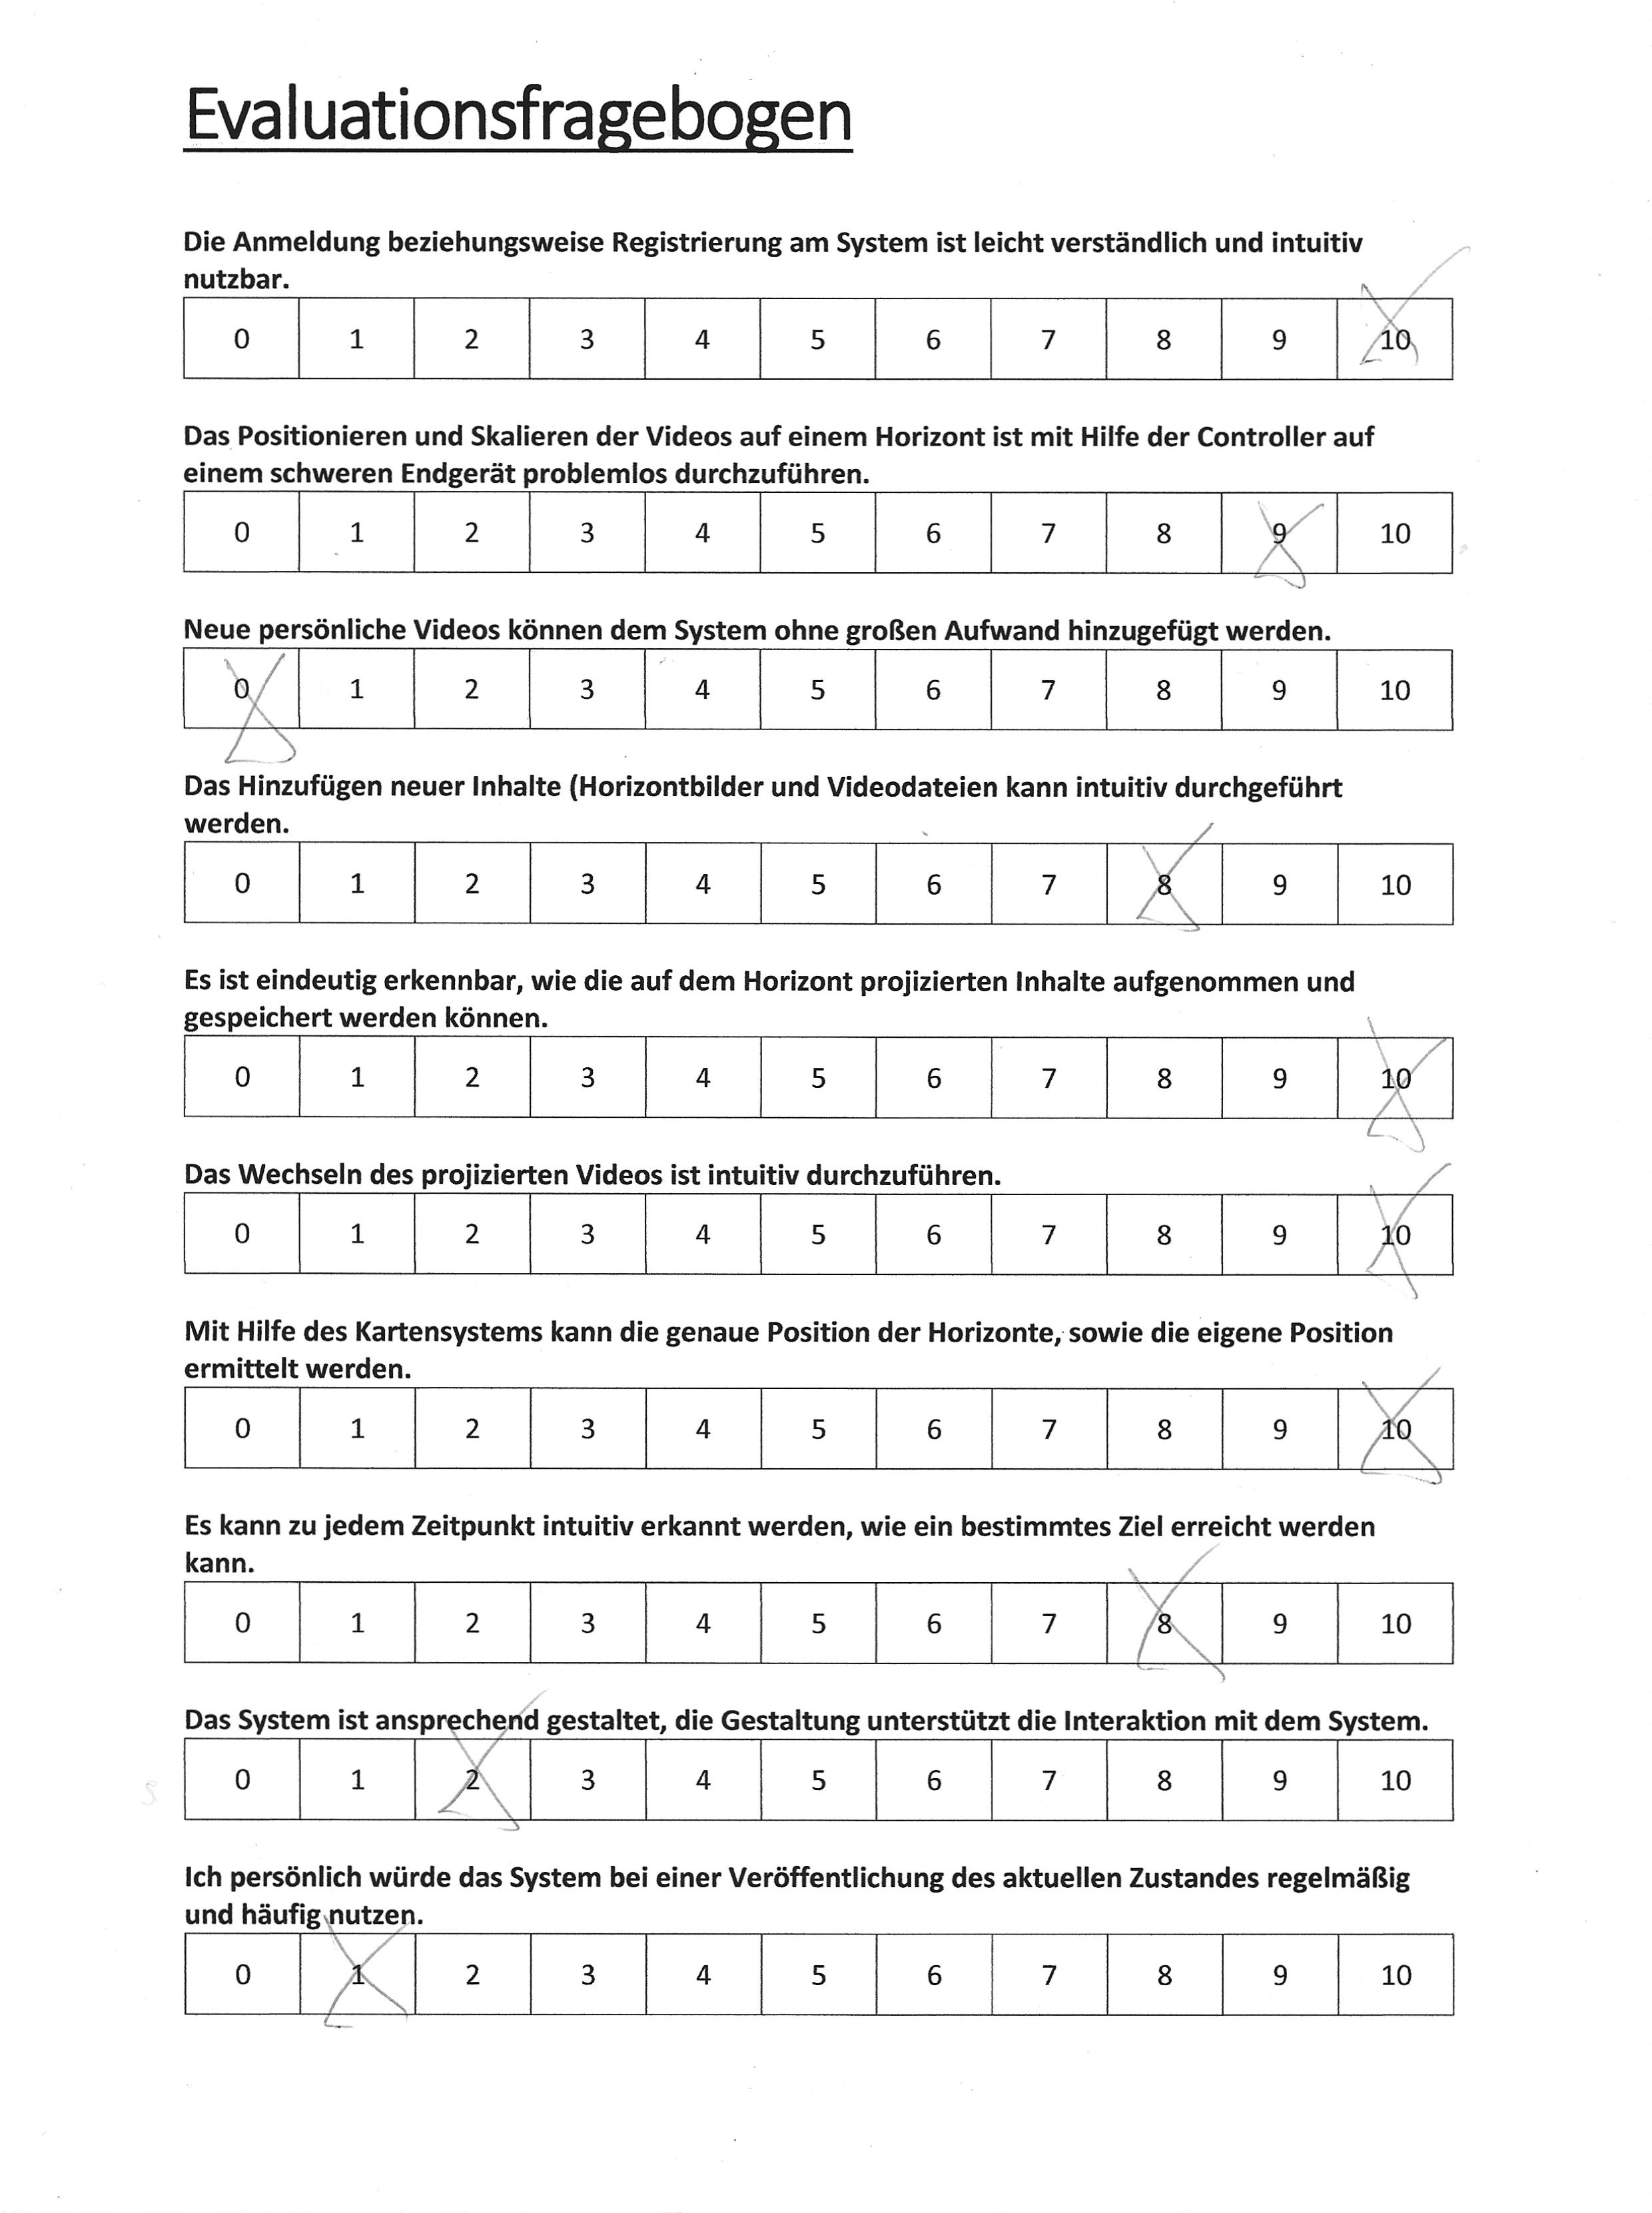 Evaluationsfragebogen
Die Anmeldung beziehungsweise Registrierung am System ist leicht verständlich und intuitiv
nutzbar.
0 1 2 3 4 5 6 7 8 9 10
Das Positionieren und Skalieren der Videos auf einem Horizont ist mit Hilfe der Controller auf
einem schweren Endgerät problemlos durchzuführen.
0 1 2 3 4 5 6 7 8 9 10
Neue persönliche Videos können dem System ohne großen Aufwand hinzugefügt werden.
0 1 2 3 4 5 6 7 8 9 10
Das Hinzufügen neuer Inhalte (Horizontbilder und Videodateien kann intuitiv durchgeführt
werden.
0 1 2 3 4 5 6 7 8 9 10
Es ist eindeutig erkennbar, wie die auf dem Horizont projizierten Inhalte aufgenommen und
gespeichert werden können.
0 1 2 3 4 5 6 7 8 9 10
Das Wechseln des projizierten Videos ist intuitiv durchzuführen.
0 1 2 3 4 5 6 7 8 9 10
Mit Hilfe des Kartensystems kann die genaue Position der Horizonte, sowie die eigene Position
ermittelt werden.
0 1 2 3 4 5 6 7 8 9 10
Es kann zu jedem Zeitpunkt intuitiv erkannt werden, wie ein bestimmtes Ziel erreicht werden
kann.
0 1 2 3 4 5 6 7 8 9 10
Das System ist ansprechend gestaltet, die Gestaltung unterstützt die Interaktion mit dem System.
0 1 2 3 4 5 6 7 8 9 10
Ich persönlich würde das System bei einer Veröffentlichung des aktuellen Zustandes regelmäßig
und häufig nutzen.
0 1 2 3 4 5 6 7 8 9 10